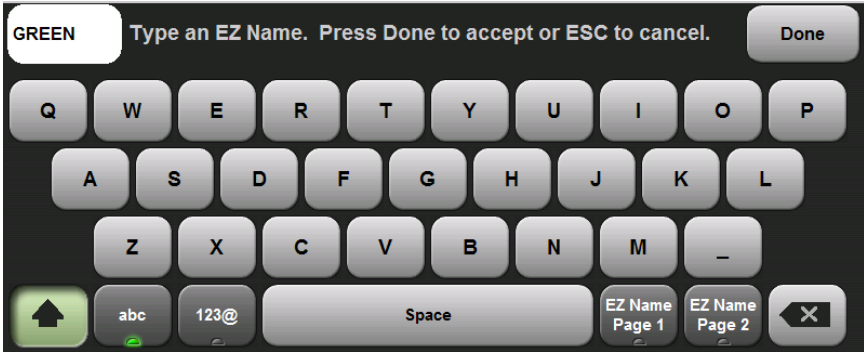 GREEN Type an EZ Name. Press Done to accept or ESC to cancel. Done
Q W E R T Y U I O P
A S D F G H J K L
Z X C V B N M _
abc 123@ Space EZ Name Page 1 EZ Name Page 2